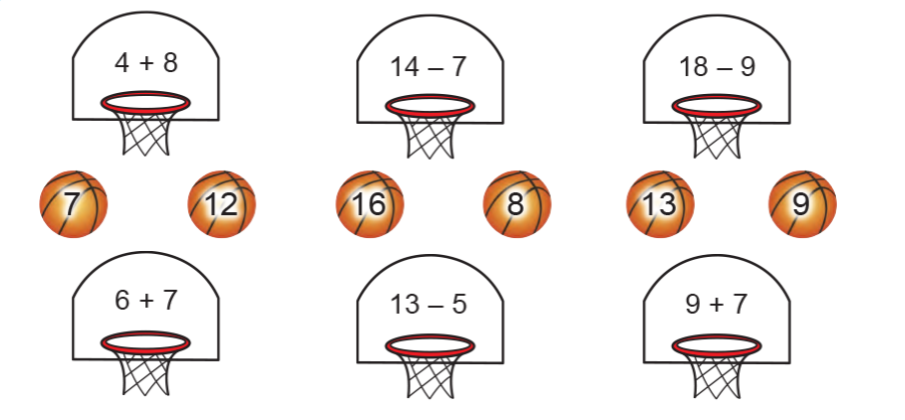 4 + 8
14 – 7
18 – 9
7
12
16
8
13
9
6 + 7
13 – 5
9 + 7